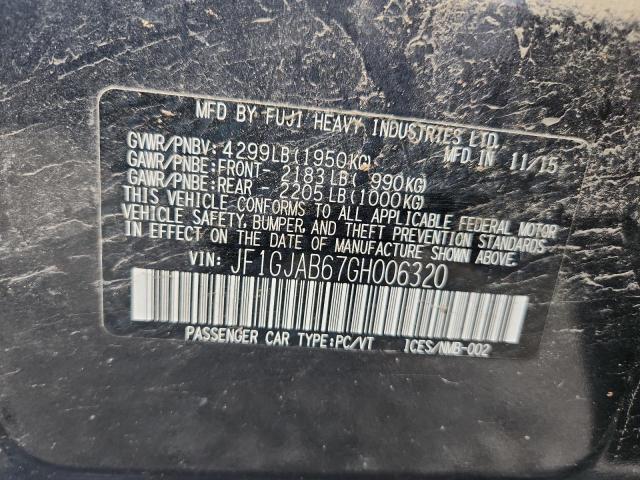 MFD BY FUJI HEAVY INDUSTRIES LTD.
GVWR/PNBV: 4299LB(1950KG) MFD IN 11/15
GAWR/PNBE:FRONT- 2183LB( 990KG)
GAWR/PNBE:REAR - 2205LB(1000KG)
THIS VEHICLE CONFORMS TO ALL APPLICABLE FEDERAL MOTOR
VEHICLE SAFETY, BUMPER, AND THEFT PREVENTION STANDARDS
IN EFFECT ON THE DATE OF MANUFACTURE SHOWN ABOVE.
VIN: JF1GJAB67GH006320
PASSENGER CAR TYPE:PC/VT ICES/NMB-002